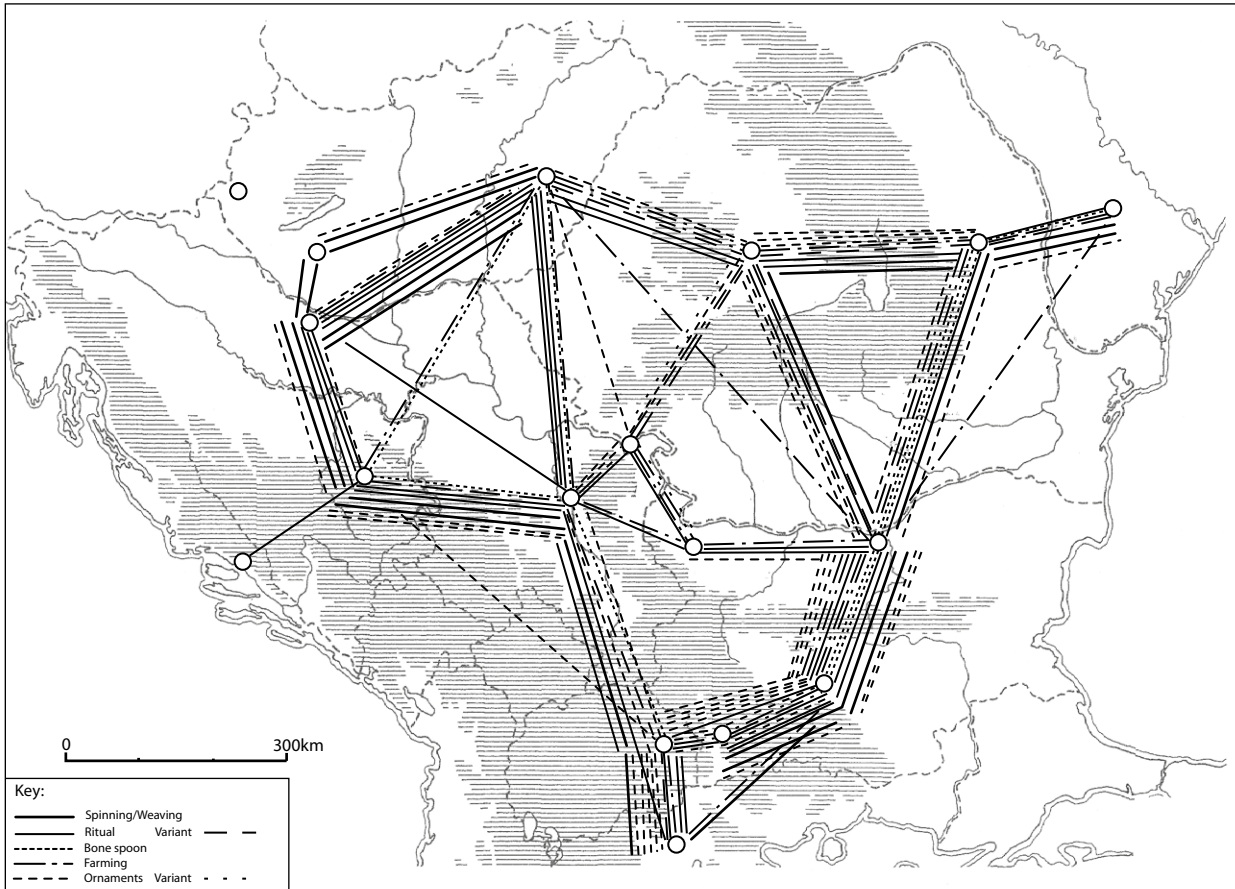 0 300km
Key:
Spinning/Weaving
Ritual Variant
Bone spoon
Farming
Ornaments Variant